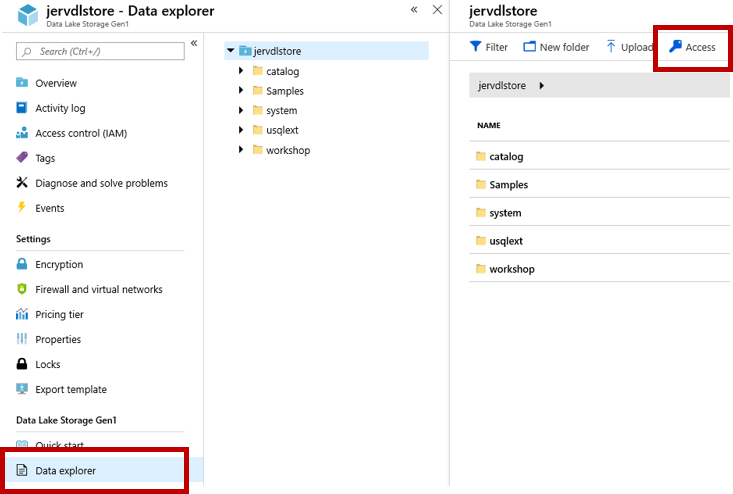 jervdlstore - Data explorer
Data Lake Storage Gen1
Search (Ctrl+/)
Overview
Activity log
Access control (IAM)
Tags
Diagnose and solve problems
Events
Settings
Encryption
Firewall and virtual networks
Pricing tier
Properties
Locks
Export template
Data Lake Storage Gen1
Quick start
Data explorer
jervdlstore
catalog
Samples
system
usqlext
workshop
jervdlstore
Data Lake Storage Gen1
Filter New folder Upload Access
jervdlstore
NAME
catalog
Samples
system
usqlext
workshop